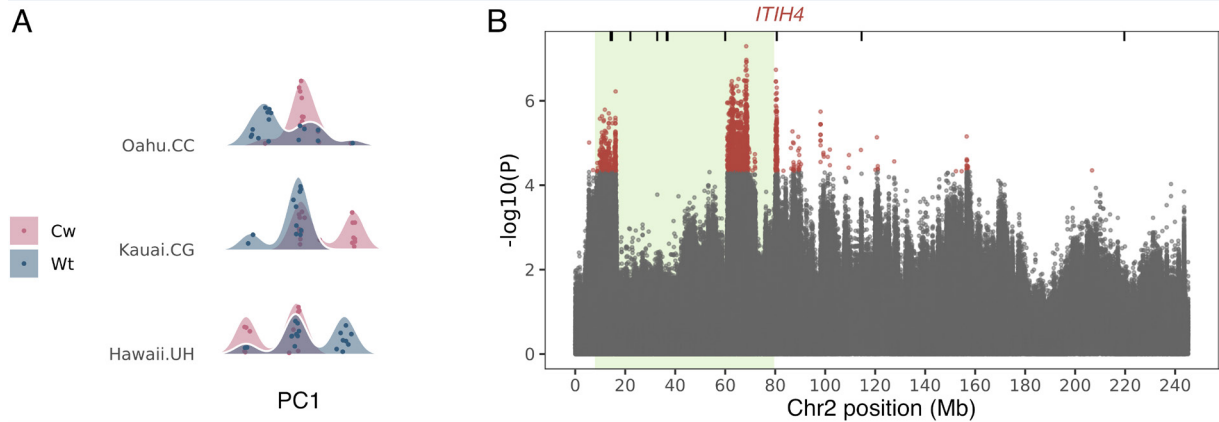 A
Oahu.CC
Kauai.CG
Hawaii.UH
Cw
Wt
PC1
B
ITIH4
-log10(P)
6
4
2
0
0 20 40 60 80 100 120 140 160 180 200 220 240
Chr2 position (Mb)